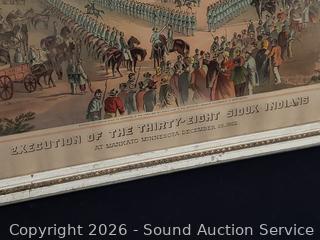 EXECUTION OF THE THIRTY-EIGHT SIOUX INDIANS
AT MANKATO MINNESOTA DECEMBER 26, 1862.
Copyright 2026 - Sound Auction Service